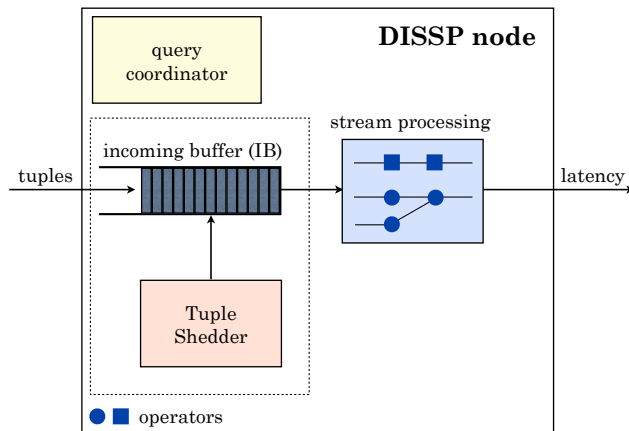 DISSP node
query
coordinator
stream processing
incoming buffer (IB)
tuples
latency
Tuple
Shedder
operators